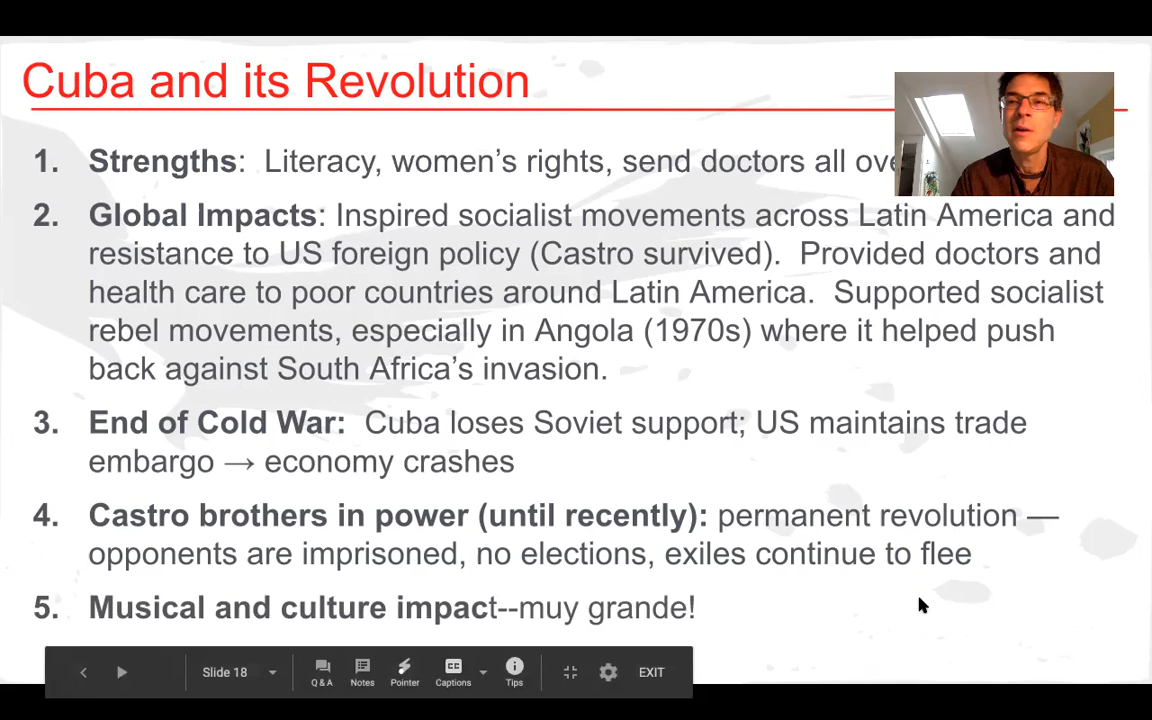 Cuba and its Revolution
1. Strengths: Literacy, women's rights, send doctors all
2. Global Impacts: Inspired socialist movements across Latin America and
resistance to US foreign policy (Castro survived). Provided doctors and
health care to poor countries around Latin America. Supported socialist
rebel movements, especially in Angola (1970s) where it helped push
back against South Africa's invasion.
3. End of Cold War: Cuba loses Soviet support; US maintains trade
embargo → economy crashes
4. Castro brothers in power (until recently): permanent revolution —
opponents are imprisoned, no elections, exiles continue to flee
5. Musical and culture impact--muy grande!
Slide 18
Q & A
Notes
Pointer
CC
Captions
Tips
EXIT